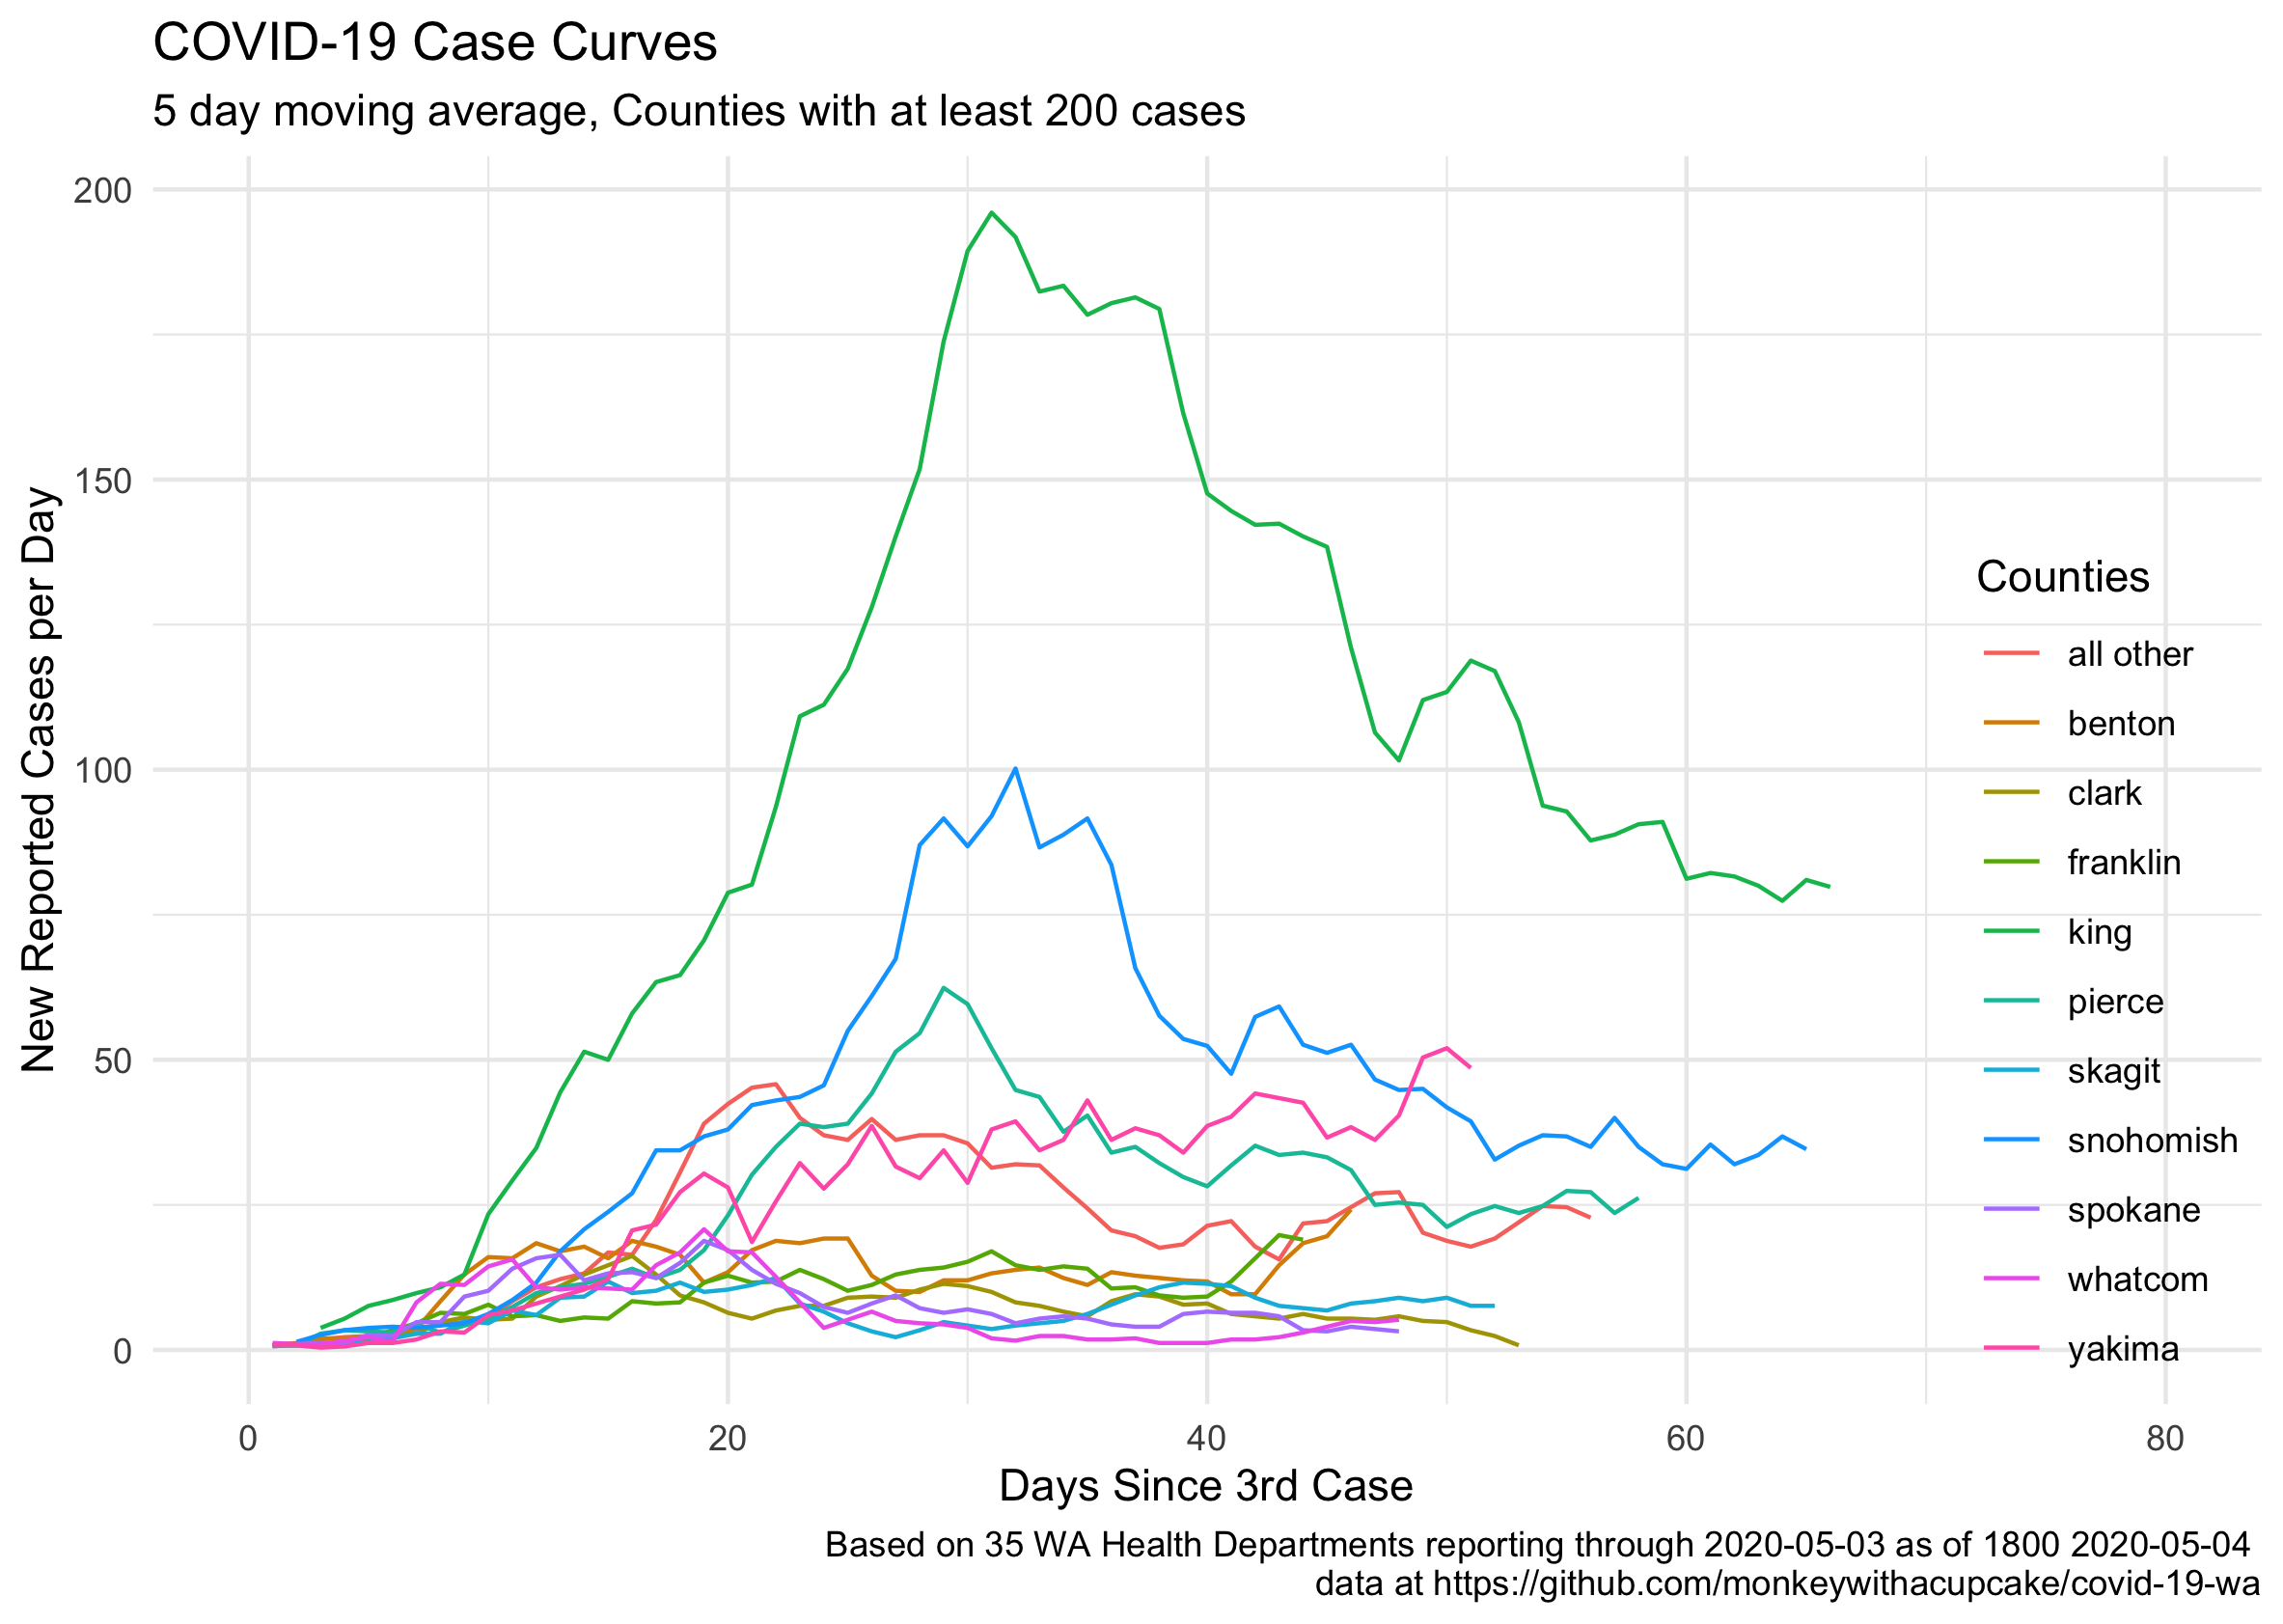 COVID-19 Case Curves
5 day moving average, Counties with at least 200 cases
New Reported Cases per Day
200
150
100
50
0
Counties
all other
benton
clark
franklin
king
pierce
skagit
snohomish
spokane
whatcom
yakima
0 20 40 60 80
Days Since 3rd Case
Based on 35 WA Health Departments reporting through 2020-05-03 as of 1800 2020-05-04
data at https://github.com/monkeywithacupcake/covid-19-wa